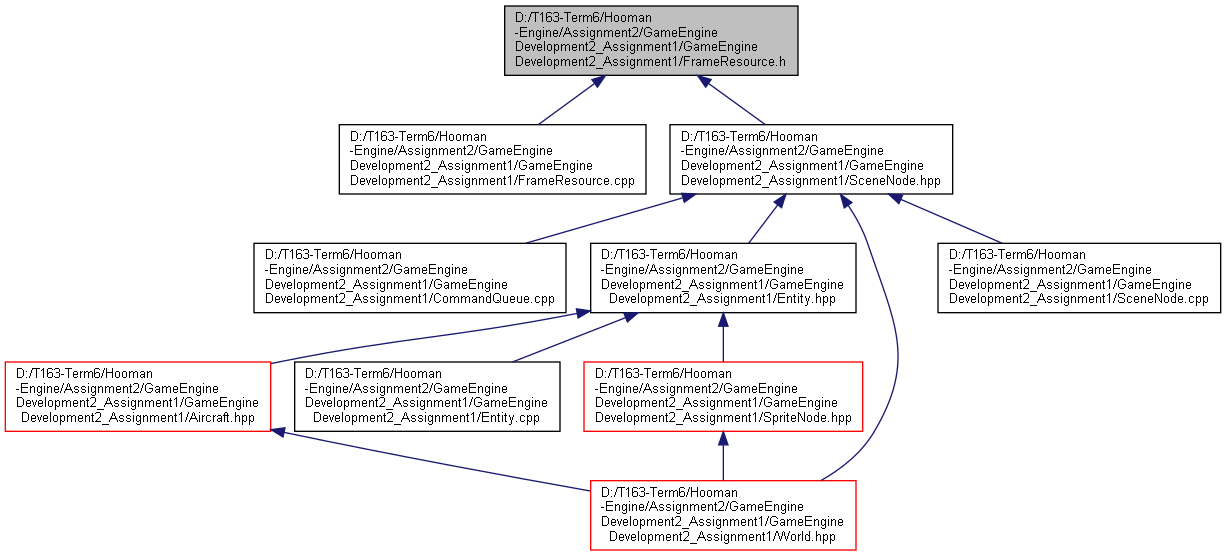 D:/T163-Term6/Hooman
-Engine/Assignment2/GameEngine
Development2_Assignment1/GameEngine
Development2_Assignment1/FrameResource.h
D:/T163-Term6/Hooman
-Engine/Assignment2/GameEngine
Development2_Assignment1/GameEngine
Development2_Assignment1/FrameResource.cpp
D:/T163-Term6/Hooman
-Engine/Assignment2/GameEngine
Development2_Assignment1/GameEngine
Development2_Assignment1/SceneNode.hpp
D:/T163-Term6/Hooman
-Engine/Assignment2/GameEngine
Development2_Assignment1/GameEngine
Development2_Assignment1/CommandQueue.cpp
D:/T163-Term6/Hooman
-Engine/Assignment2/GameEngine
Development2_Assignment1/GameEngine
Development2_Assignment1/Entity.hpp
D:/T163-Term6/Hooman
-Engine/Assignment2/GameEngine
Development2_Assignment1/GameEngine
Development2_Assignment1/SceneNode.cpp
D:/T163-Term6/Hooman
-Engine/Assignment2/GameEngine
Development2_Assignment1/GameEngine
Development2_Assignment1/Aircraft.hpp
D:/T163-Term6/Hooman
-Engine/Assignment2/GameEngine
Development2_Assignment1/GameEngine
Development2_Assignment1/Entity.cpp
D:/T163-Term6/Hooman
-Engine/Assignment2/GameEngine
Development2_Assignment1/GameEngine
Development2_Assignment1/SpriteNode.hpp
D:/T163-Term6/Hooman
-Engine/Assignment2/GameEngine
Development2_Assignment1/GameEngine
Development2_Assignment1/World.hpp